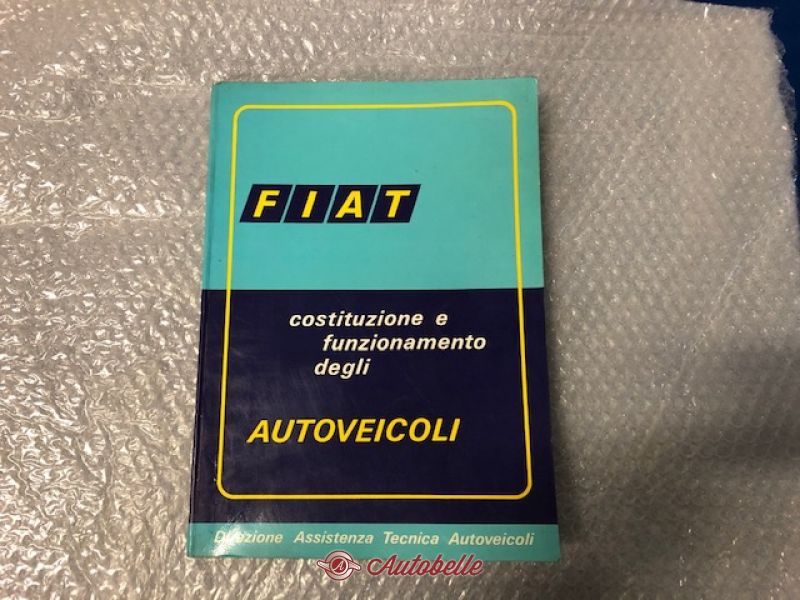 FIAT
costituzione e
funzionamento
degli
AUTOVEICOLI
Direzione Assistenza Tecnica Autoveicoli
Autobelle